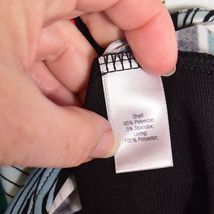 Shell:
95% Polyester,
5% Spandex,
Lining:
100% Polyester